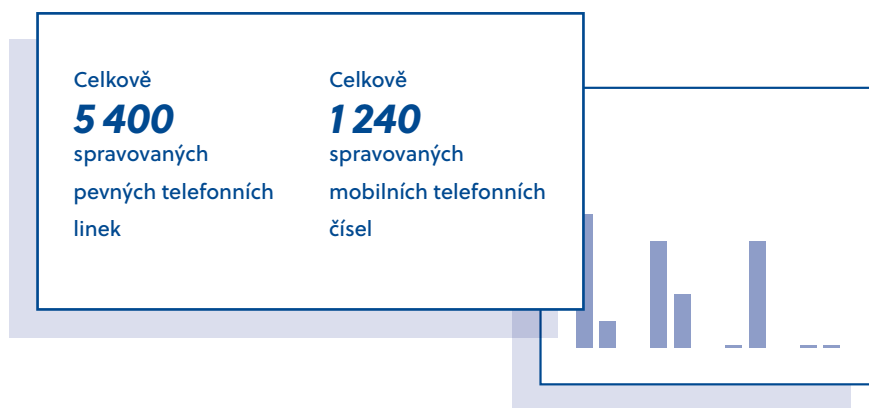 Celkově
5 400
spravovaných
pevných telefonních
linek
Celkově
1 240
spravovaných
mobilních telefonních
čísel